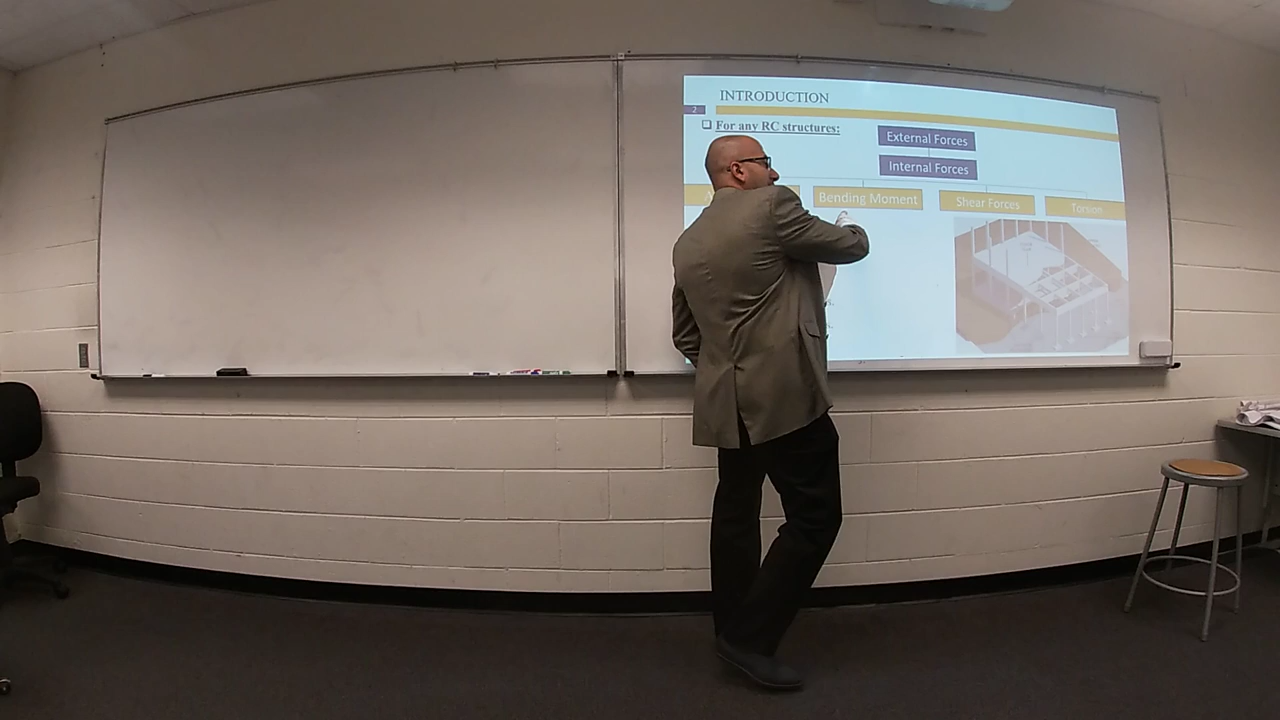 INTRODUCTION
2
❑ For any RC structures:
External Forces
Internal Forces
Bending Moment
Shear Forces
Torsion